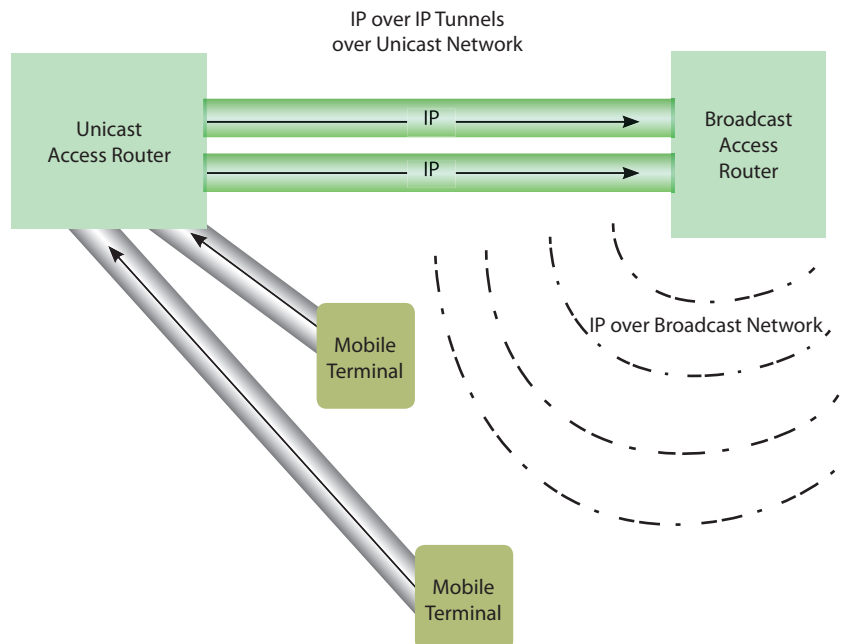 IP over IP Tunnels
over Unicast Network
Unicast
Access Router
IP
IP
Broadcast
Access
Router
IP over Broadcast Network
Mobile
Terminal
Mobile
Terminal